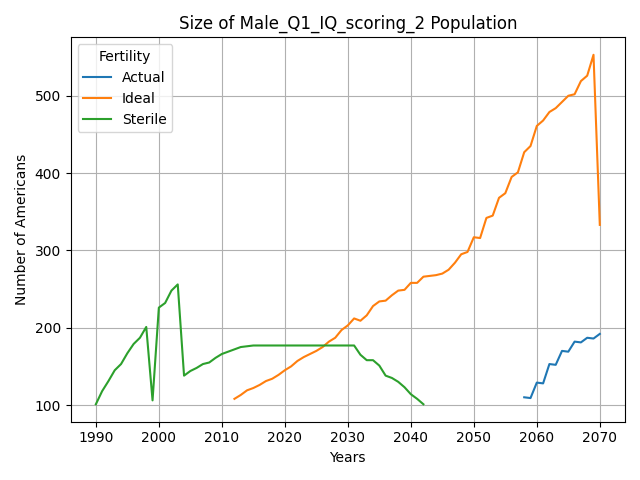 Size of Male_Q1_IQ_scoring_2 Population
Fertility
Actual
Ideal
Sterile
Number of Americans
500
400
300
200
100
1990 2000 2010 2020 2030 2040 2050 2060 2070
Years